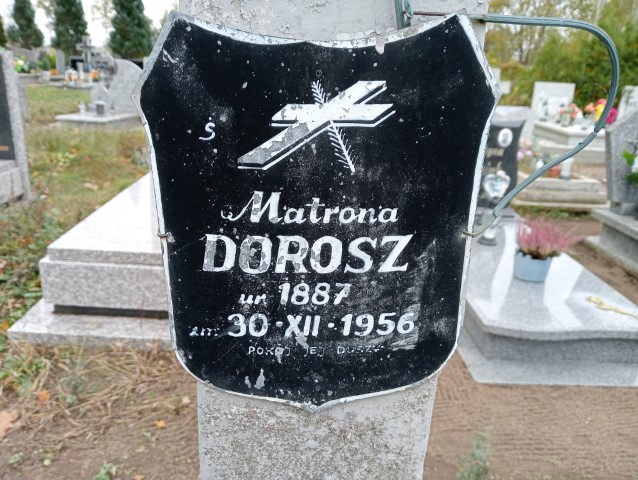 Ś
Matrona
DOROSZ
ur. 1887
zm. 30·XII·1956
POKÓJ JEJ DUSZY